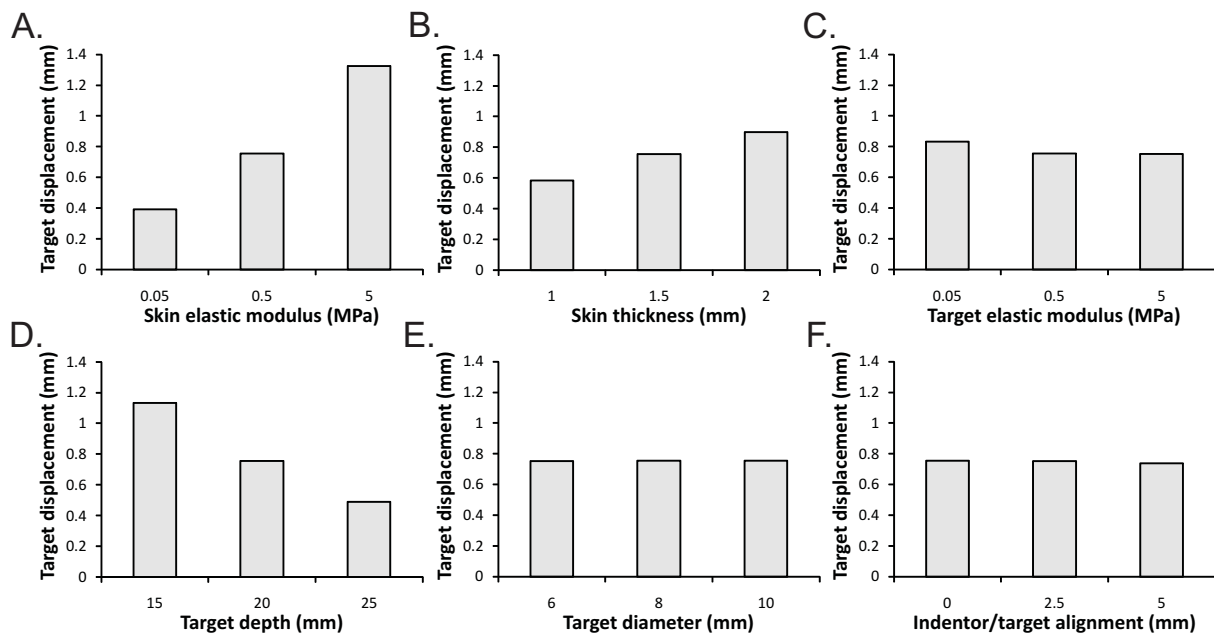 A.
Target displacement (mm)
1.4
1.2
1
0.8
0.6
0.4
0.2
0
0.05 0.5 5
Skin elastic modulus (MPa)
B.
Target displacement (mm)
1.4
1.2
1
0.8
0.6
0.4
0.2
0
1 1.5 2
Skin thickness (mm)
C.
Target displacement (mm)
1.4
1.2
1
0.8
0.6
0.4
0.2
0
0.05 0.5 5
Target elastic modulus (MPa)
D.
Target displacement (mm)
1.4
1.2
1
0.8
0.6
0.4
0.2
0
15 20 25
Target depth (mm)
E.
Target displacement (mm)
1.4
1.2
1
0.8
0.6
0.4
0.2
0
6 8 10
Target diameter (mm)
F.
Target displacement (mm)
1.4
1.2
1
0.8
0.6
0.4
0.2
0
0 2.5 5
Indentor/target alignment (mm)